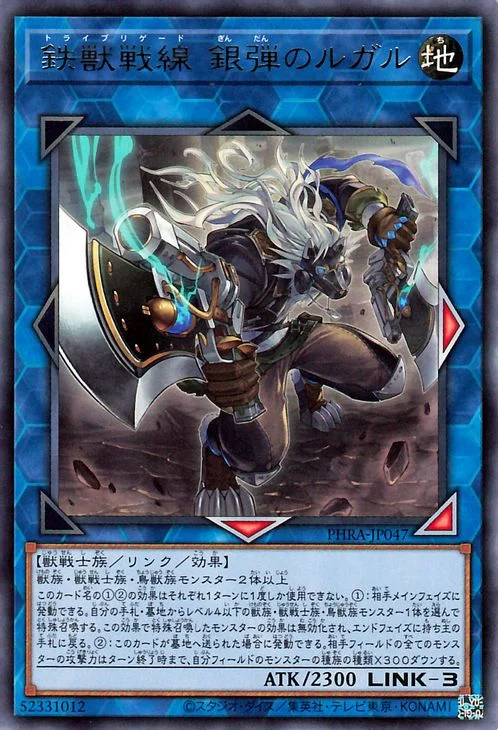 トライブリゲード ぎんだん
鉄獣戦線 銀弾のルガル
ち
地
PHRA-JP047
【獣戦士族／リンク／効果】
獣族・獣戦士族・鳥獣族モンスター２体以上
このカード名の①②の効果はそれぞれ１ターンに１度しか使用できない。①：相手メインフェイズに
発動できる。自分の手札・墓地からレベル４以下の獣族・獣戦士族・鳥獣族モンスター１体を選んで
特殊召喚する。この効果で特殊召喚したモンスターの効果は無効化され、エンドフェイズに持ち主の
手札に戻る。②：このカードが墓地へ送られた場合に発動できる。相手フィールドの全てのモンス
ターの攻撃力はターン終了時まで、自分フィールドのモンスターの種族の種類×３００ダウンする。
ATK/2300 LINK-3
52331012
©スタジオ・ダイス／集英社・テレビ東京・KONAMI